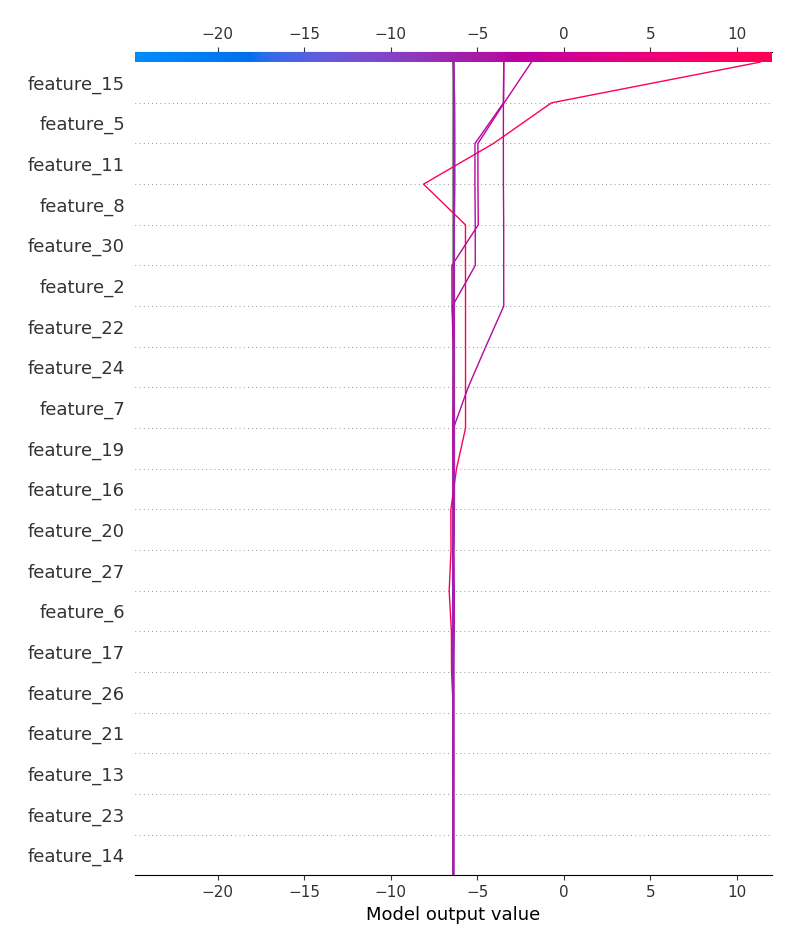 −20 −15 −10 −5 0 5 10
feature_15
feature_5
feature_11
feature_8
feature_30
feature_2
feature_22
feature_24
feature_7
feature_19
feature_16
feature_20
feature_27
feature_6
feature_17
feature_26
feature_21
feature_13
feature_23
feature_14
−20 −15 −10 −5 0 5 10
Model output value